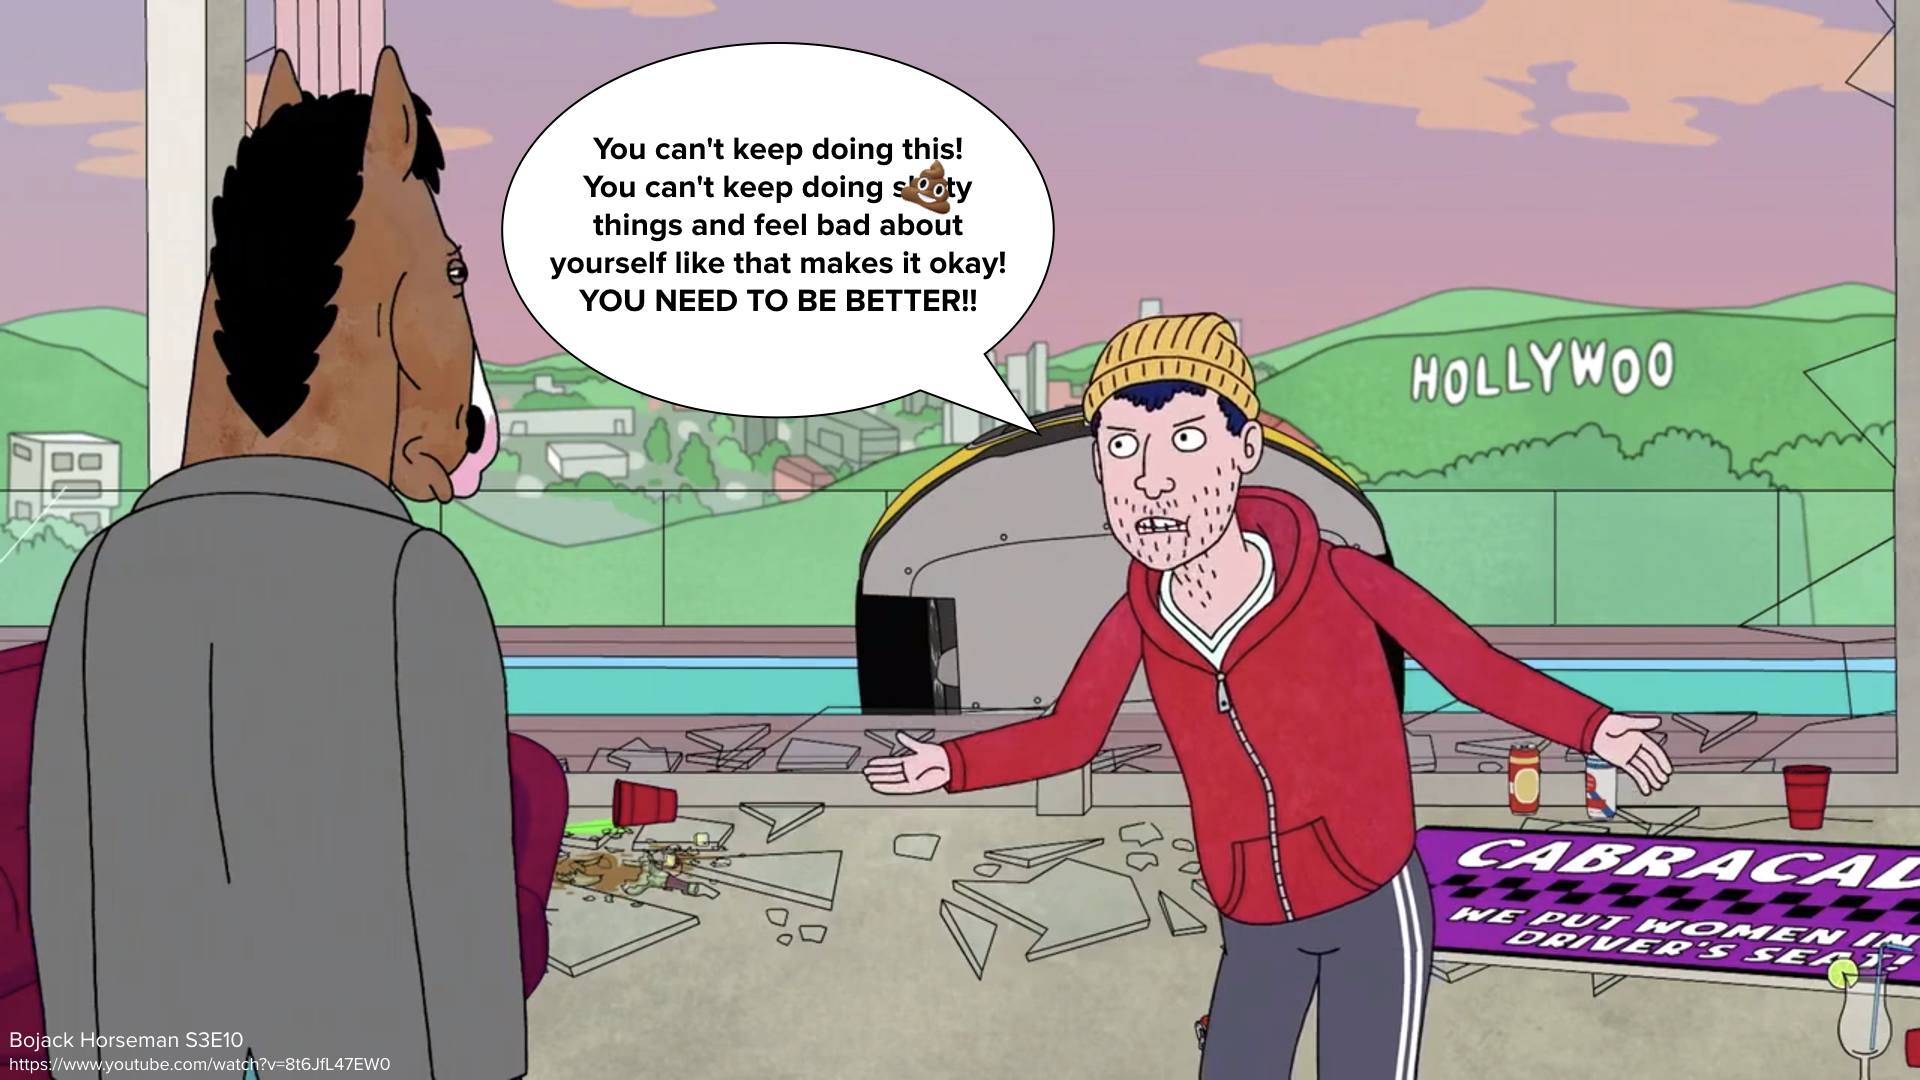 You can't keep doing this!
You can't keep doing s💩ty
things and feel bad about
yourself like that makes it okay!
YOU NEED TO BE BETTER!!
HOLLYWOO
CABRACAD
WE PUT WOMEN IN
DRIVER'S SEAT!
Bojack Horseman S3E10
https://www.youtube.com/watch?v=8t6JfL47EW0